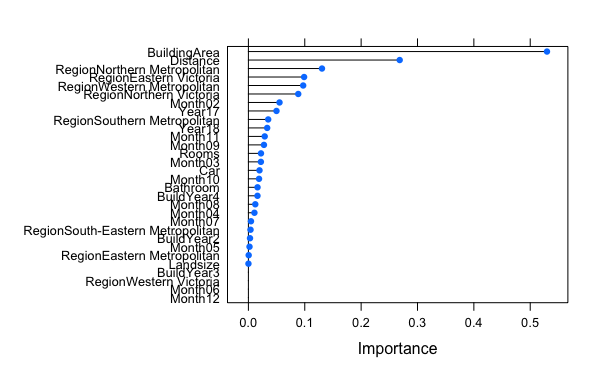 BuildingArea
Distance
RegionNorthern Metropolitan
RegionEastern Victoria
RegionWestern Metropolitan
RegionNorthern Victoria
Month02
Year17
RegionSouthern Metropolitan
Year18
Month11
Month09
Rooms
Month03
Car
Month10
Bathroom
BuildYear4
Month08
Month04
Month07
RegionSouth-Eastern Metropolitan
BuildYear2
Month05
RegionEastern Metropolitan
Landsize
BuildYear3
RegionWestern Victoria
Month06
Month12
0.0 0.1 0.2 0.3 0.4 0.5
Importance